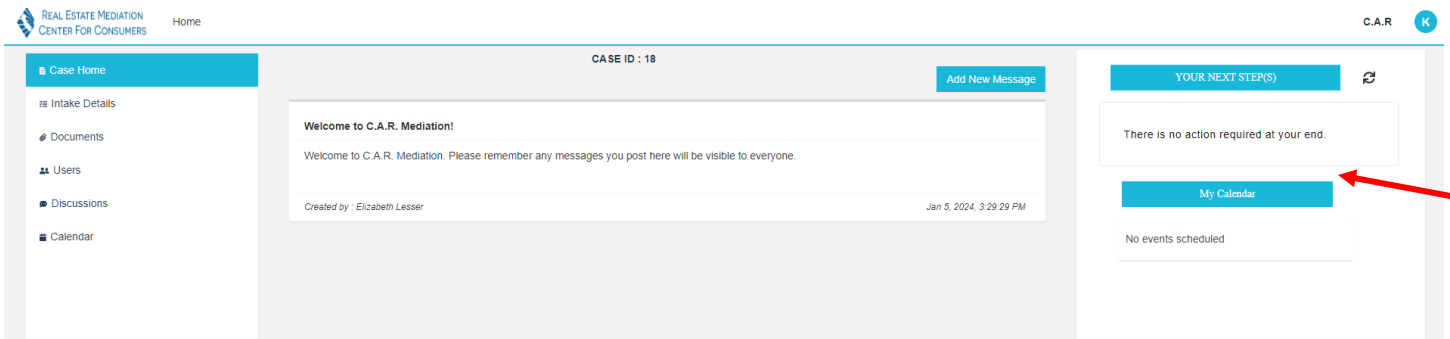 REAL ESTATE MEDIATION
CENTER FOR CONSUMERS
Home
C.A.R
K
Case Home
Intake Details
Documents
Users
Discussions
Calendar
CASE ID : 18
Add New Message
Welcome to C.A.R. Mediation!
Welcome to C.A.R. Mediation. Please remember any messages you post here will be visible to everyone.
Created by : Elizabeth Lesser
Jan 5, 2024, 3:29:29 PM
YOUR NEXT STEP(S)
There is no action required at your end.
My Calendar
No events scheduled